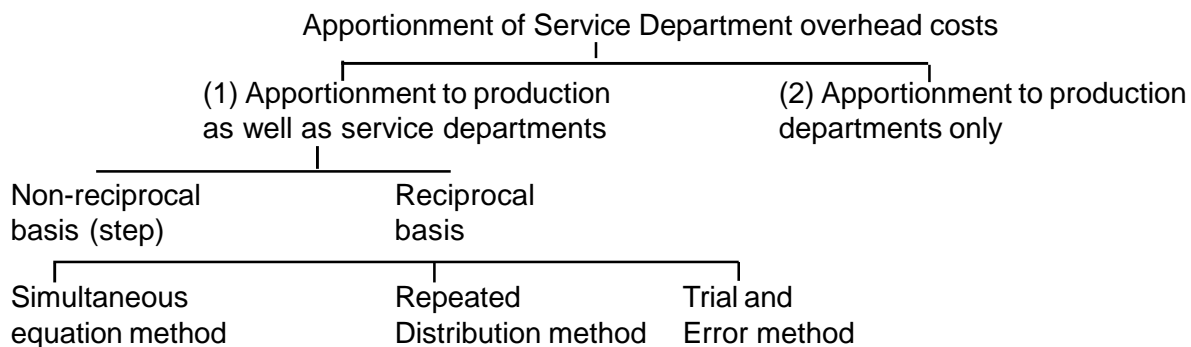 Apportionment of Service Department overhead costs
(1) Apportionment to production
as well as service departments
(2) Apportionment to production
departments only
Non-reciprocal
basis (step)
Reciprocal
basis
Simultaneous
equation method
Repeated
Distribution method
Trial and
Error method